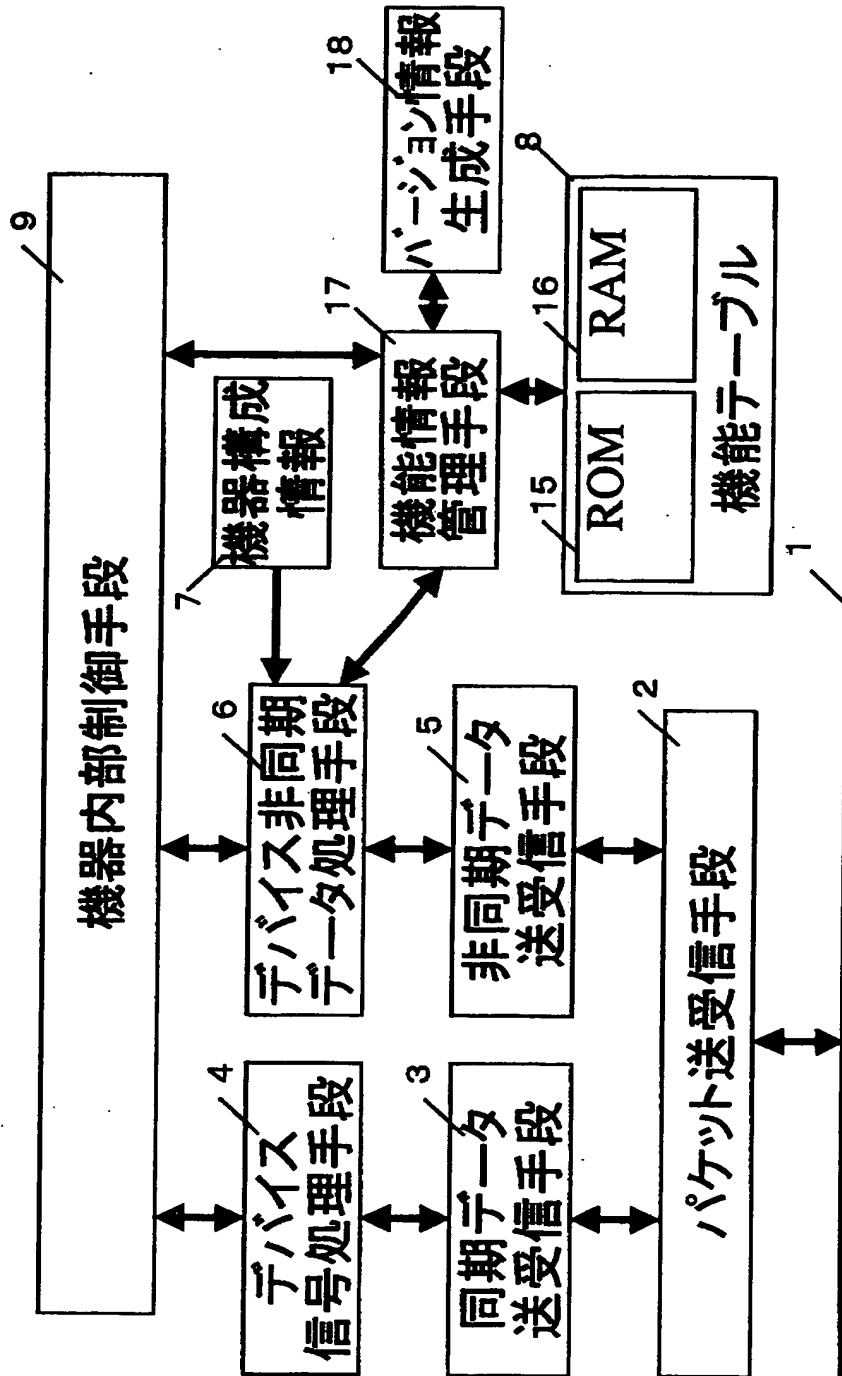 9
機器内部制御手段
4
デバイス
信号処理手段
6
デバイス非同期
データ処理手段
7
機器構成
情報
17
機能情報
管理手段
18
バージョン情報
生成手段
3
同期データ
送受信手段
5
非同期データ
送受信手段
8
15
ROM
16
RAM
機能テーブル
2
パケット送受信手段
1